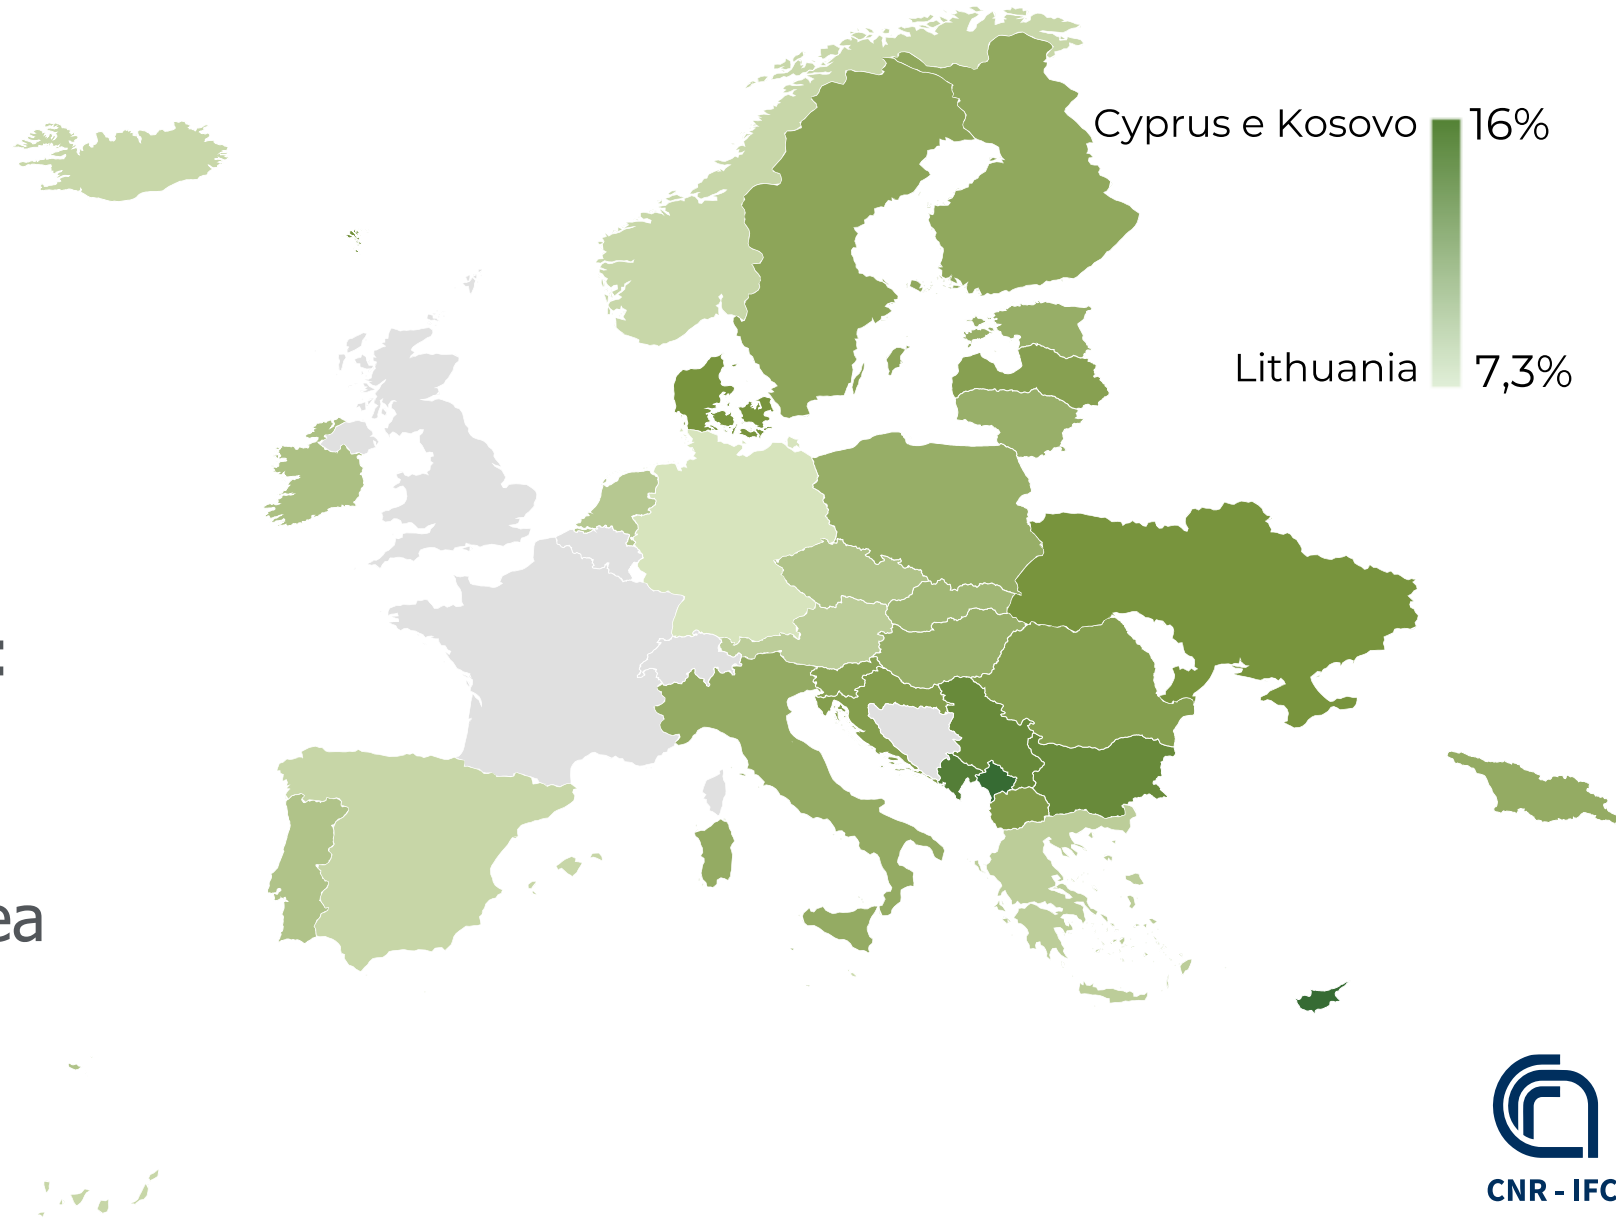 Cyprus e Kosovo 16%
Lithuania 7,3%
CNR - IFC